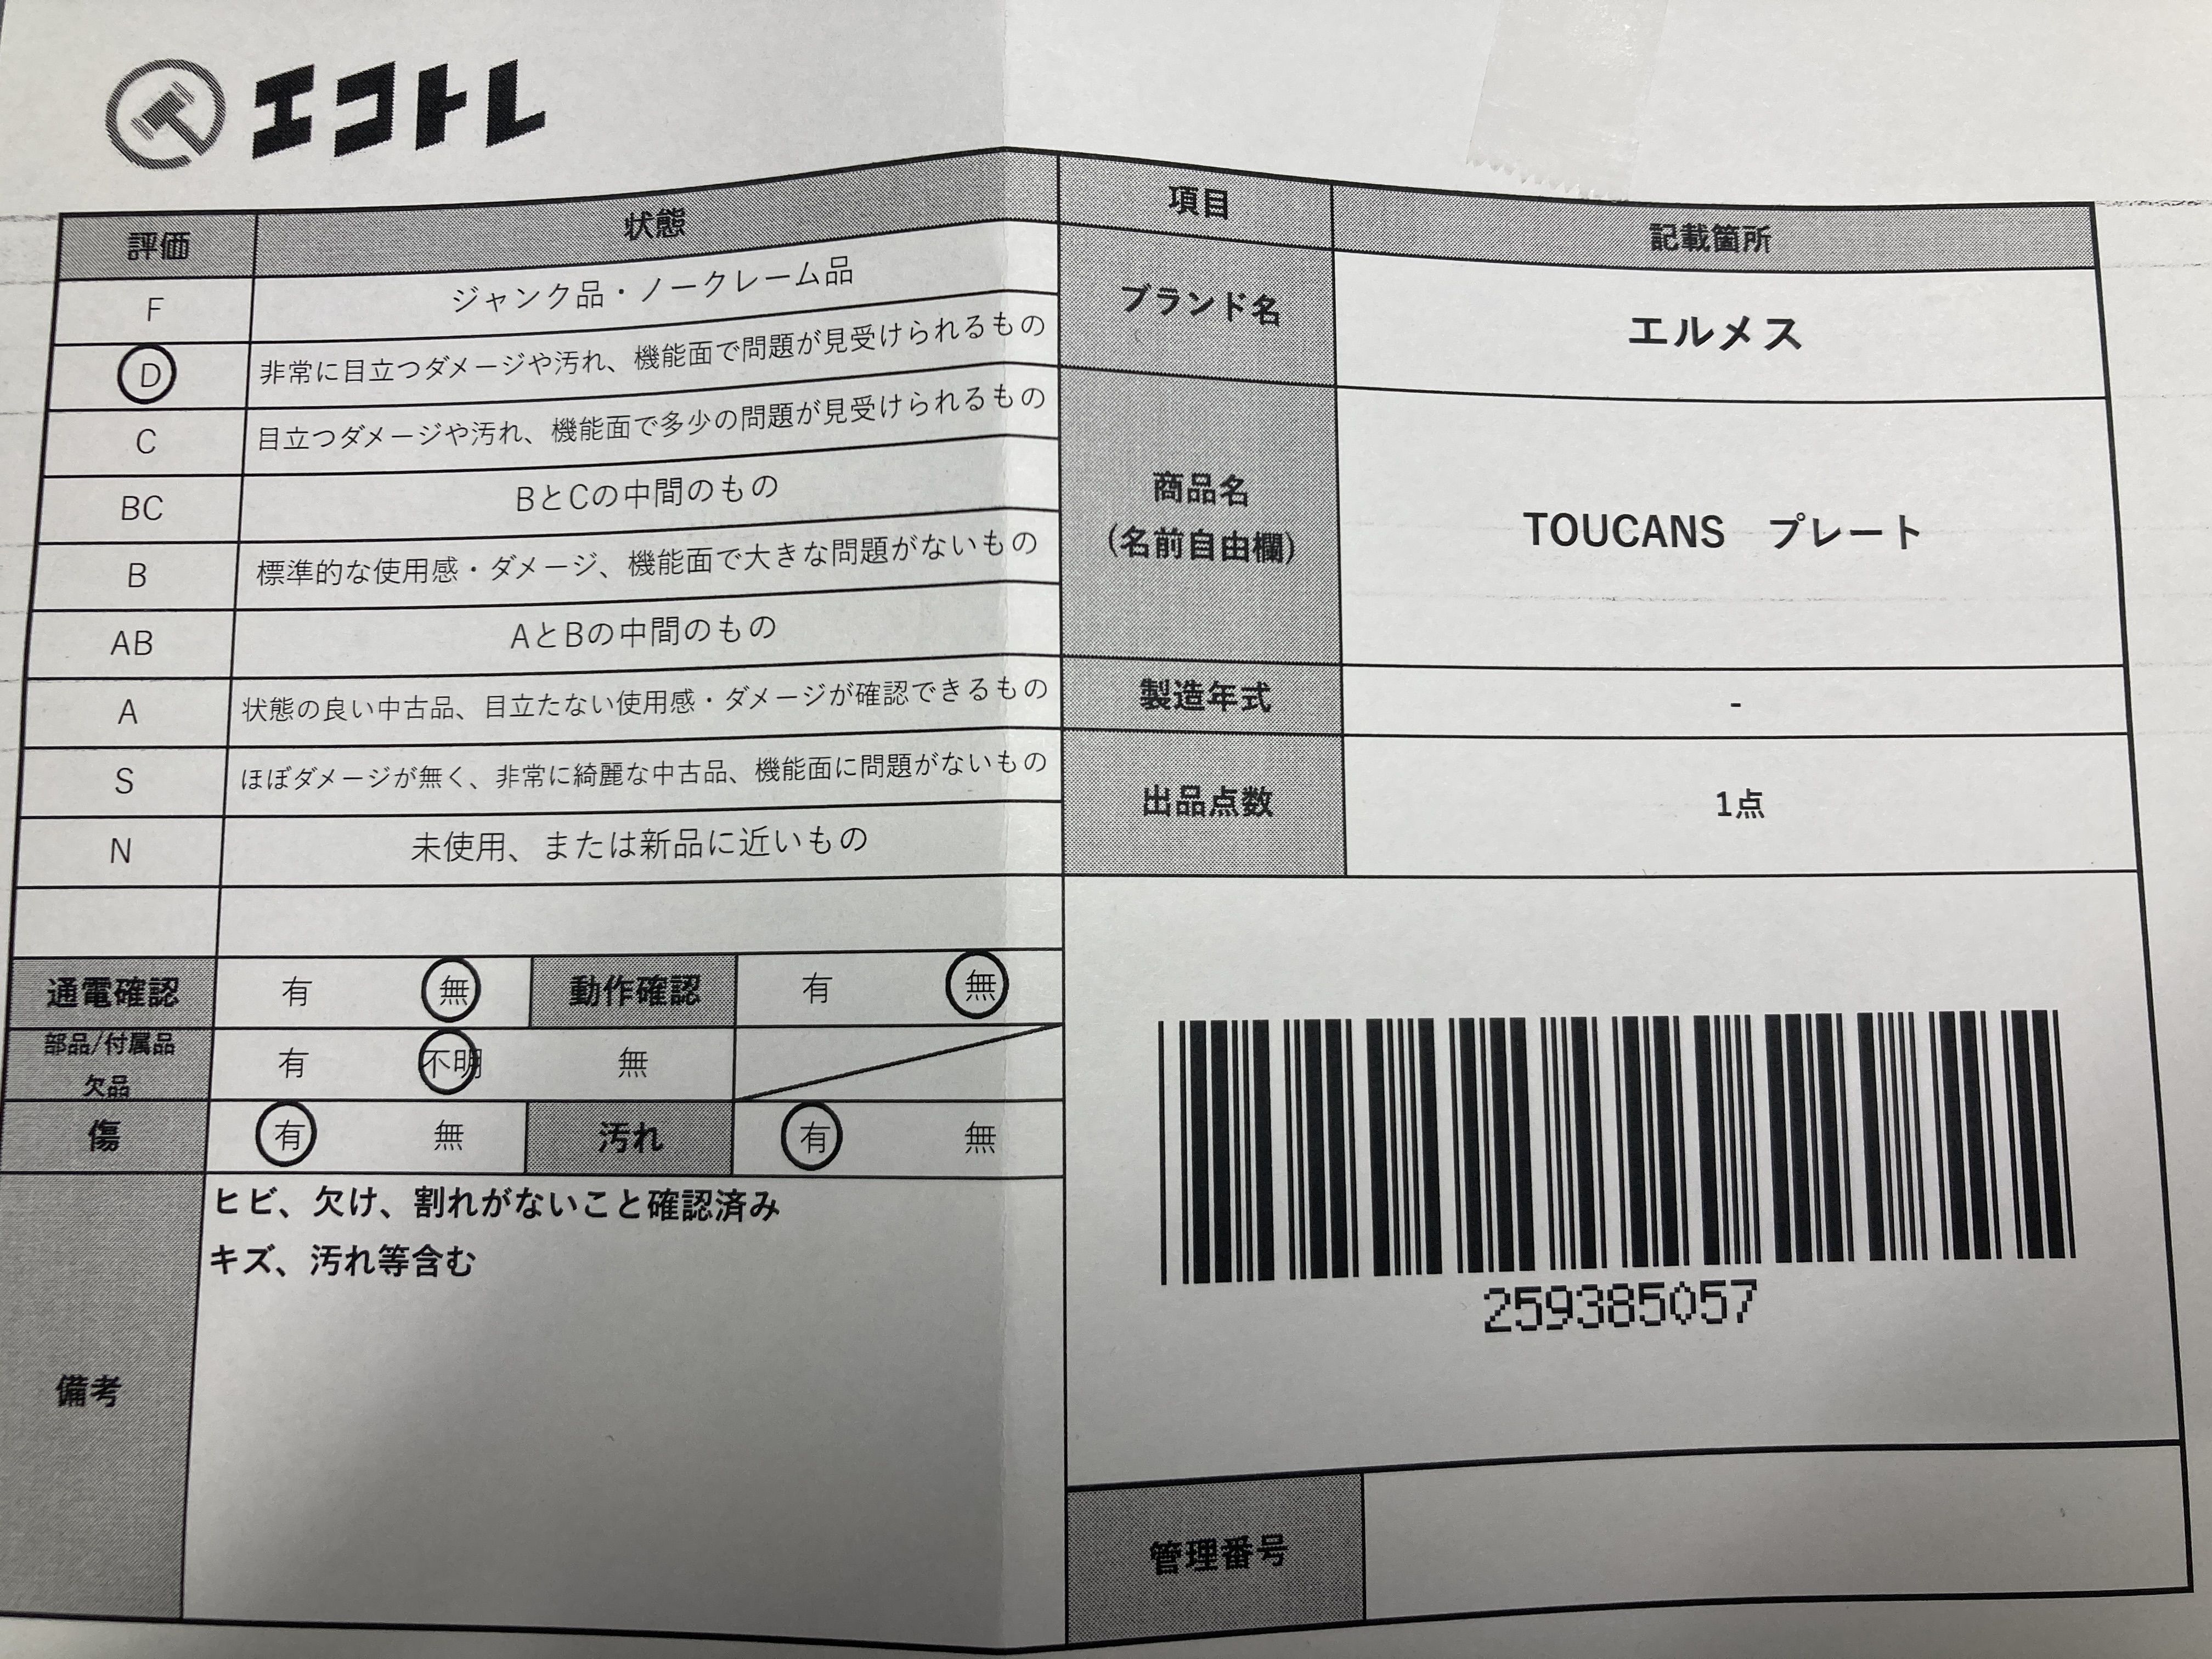 エコトレ
評価 状態
F ジャンク品・ノークレーム品
D 非常に目立つダメージや汚れ、機能面で問題が見受けられるもの
C 目立つダメージや汚れ、機能面で多少の問題が見受けられるもの
BC BとCの中間のもの
B 標準的な使用感・ダメージ、機能面で大きな問題がないもの
AB AとBの中間のもの
A 状態の良い中古品、目立たない使用感・ダメージが確認できるもの
S ほぼダメージが無く、非常に綺麗な中古品、機能面に問題がないもの
N 未使用、または新品に近いもの
通電確認 有 無 動作確認 有 無
部品/付属品
欠品 有 不明 無
傷 有 無 汚れ 有 無
備考
ヒビ、欠け、割れがないこと確認済み
キズ、汚れ等含む
項目 記載箇所
ブランド名 エルメス
商品名
(名前自由欄)
TOUCANS プレート
製造年式 -
出品点数 1点
259385057
管理番号